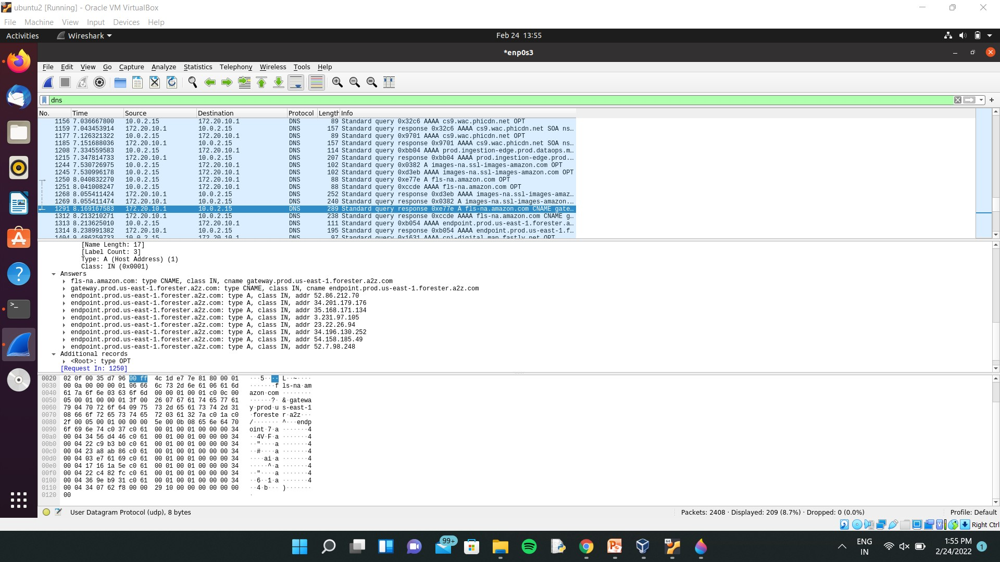 ubuntu2 [Running] - Oracle VM VirtualBox
File Machine View Input Devices Help
Activities Wireshark Feb 24 13:55
*enp0s3
File Edit View Go Capture Analyze Statistics Telephony Wireless Tools Help
dns
No. Time Source Destination Protocol Length Info
1156 7.036667800 10.0.2.15 172.20.10.1 DNS 89 Standard query 0x32c6 AAAA cs9.wac.phicdn.net OPT
1159 7.043453914 172.20.10.1 10.0.2.15 DNS 157 Standard query response 0x32c6 AAAA cs9.wac.phicdn.net SOA ns…
1177 7.126321322 10.0.2.15 172.20.10.1 DNS 89 Standard query 0x9701 AAAA cs9.wac.phicdn.net OPT
1185 7.151688036 172.20.10.1 10.0.2.15 DNS 157 Standard query response 0x9701 AAAA cs9.wac.phicdn.net SOA ns…
1208 7.334559583 10.0.2.15 172.20.10.1 DNS 114 Standard query 0xbb04 AAAA prod.ingestion-edge.prod.dataops.m…
1215 7.347814733 172.20.10.1 10.0.2.15 DNS 207 Standard query response 0xbb04 AAAA prod.ingestion-edge.prod.…
1244 7.530726975 10.0.2.15 172.20.10.1 DNS 102 Standard query 0x0382 A images-na.ssl-images-amazon.com OPT
1245 7.530996178 10.0.2.15 172.20.10.1 DNS 102 Standard query 0xd3eb AAAA images-na.ssl-images-amazon.com OPT
1250 8.040832270 10.0.2.15 172.20.10.1 DNS 88 Standard query 0xe77e A fls-na.amazon.com OPT
1251 8.041008247 10.0.2.15 172.20.10.1 DNS 88 Standard query 0xccde AAAA fls-na.amazon.com OPT
1268 8.055411424 172.20.10.1 10.0.2.15 DNS 252 Standard query response 0xd3eb AAAA images-na.ssl-images-amaz…
1269 8.055411474 172.20.10.1 10.0.2.15 DNS 240 Standard query response 0x0382 A images-na.ssl-images-amazon.…
1291 8.169167583 172.20.10.1 10.0.2.15 DNS 289 Standard query response 0xe77e A fls-na.amazon.com CNAME gate…
1312 8.213210271 172.20.10.1 10.0.2.15 DNS 238 Standard query response 0xccde AAAA fls-na.amazon.com CNAME g…
1313 8.213625010 10.0.2.15 172.20.10.1 DNS 111 Standard query 0xb054 AAAA endpoint.prod.us-east-1.forester.a…
1314 8.238991382 172.20.10.1 10.0.2.15 DNS 195 Standard query response 0xb054 AAAA endpoint.prod.us-east-1.f…
1404 9.486259733 10.0.2.15 172.20.10.1 DNS 97 Standard query 0x1631 AAAA cni-digital.map.fastly.net OPT
[Name Length: 17]
[Label Count: 3]
Type: A (Host Address) (1)
Class: IN (0x0001)
Answers
fls-na.amazon.com: type CNAME, class IN, cname gateway.prod.us-east-1.forester.a2z.com
gateway.prod.us-east-1.forester.a2z.com: type CNAME, class IN, cname endpoint.prod.us-east-1.forester.a2z.com
endpoint.prod.us-east-1.forester.a2z.com: type A, class IN, addr 52.86.212.70
endpoint.prod.us-east-1.forester.a2z.com: type A, class IN, addr 34.201.179.176
endpoint.prod.us-east-1.forester.a2z.com: type A, class IN, addr 35.168.171.134
endpoint.prod.us-east-1.forester.a2z.com: type A, class IN, addr 3.231.97.105
endpoint.prod.us-east-1.forester.a2z.com: type A, class IN, addr 23.22.26.94
endpoint.prod.us-east-1.forester.a2z.com: type A, class IN, addr 34.196.130.252
endpoint.prod.us-east-1.forester.a2z.com: type A, class IN, addr 54.158.185.49
endpoint.prod.us-east-1.forester.a2z.com: type A, class IN, addr 52.7.98.248
Additional records
<Root>: type OPT
[Request In: 1250]
0020 02 0f 00 35 d7 96 00 ff 4c 1d e7 7e 81 80 00 01 ···5···· L··~····
0030 00 0a 00 00 00 01 06 66 6c 73 2d 6e 61 06 61 6d ·······f ls-na·am
0040 61 7a 6f 6e 03 63 6f 6d 00 00 01 00 01 c0 0c 00 azon·com ········
0050 05 00 01 00 00 01 3f 00 26 07 67 61 74 65 77 61 ······?· &·gatewa
0060 79 04 70 72 6f 64 09 75 73 2d 65 61 73 74 2d 31 y·prod·u s-east-1
0070 08 66 6f 72 65 73 74 65 72 03 61 32 7a c0 1a c0 ·foreste r·a2z···
0080 2f 00 05 00 01 00 00 00 5e 00 0b 08 65 6e 64 70 /······· ^···endp
0090 6f 69 6e 74 c0 37 c0 61 00 01 00 01 00 00 00 34 oint·7·a ·······4
00a0 00 04 34 56 d4 46 c0 61 00 01 00 01 00 00 00 34 ··4V·F·a ·······4
00b0 00 04 22 c9 b3 b0 c0 61 00 01 00 01 00 00 00 34 ··"····a ·······4
00c0 00 04 23 a8 ab 86 c0 61 00 01 00 01 00 00 00 34 ··#····a ·······4
00d0 00 04 03 e7 61 69 c0 61 00 01 00 01 00 00 00 34 ····ai·a ·······4
00e0 00 04 17 16 1a 5e c0 61 00 01 00 01 00 00 00 34 ·····^·a ·······4
00f0 00 04 22 c4 82 fc c0 61 00 01 00 01 00 00 00 34 ··"····a ·······4
0100 00 04 36 9e b9 31 c0 61 00 01 00 01 00 00 00 34 ··6··1·a ·······4
0110 00 04 34 07 62 f8 00 00 29 10 00 00 00 00 00 00 ··4·b··· )·······
0120 00 ·
User Datagram Protocol (udp), 8 bytes Packets: 2408 · Displayed: 209 (8.7%) · Dropped: 0 (0.0%) Profile: Default
Right Ctrl
99+
ENG
IN
1:55 PM
2/24/2022
1